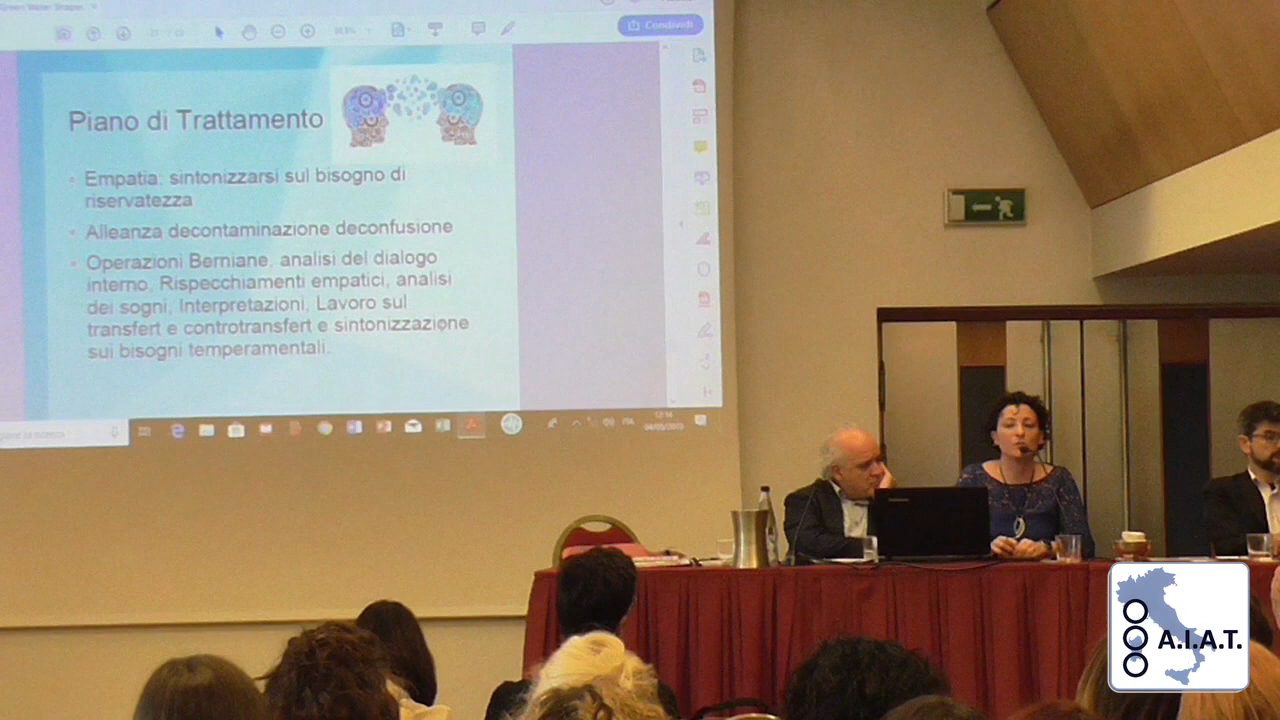 Condividi
Piano di Trattamento
Empatia: sintonizzarsi sul bisogno di
riservatezza
Alleanza decontaminazione deconfusione
Operazioni Berniane, analisi del dialogo
interno, Rispecchiamenti empatici, analisi
dei sogni, Interpretazioni, Lavoro sul
transfert e controtransfert e sintonizzazione
sui bisogni temperamentali.
A.I.A.T.